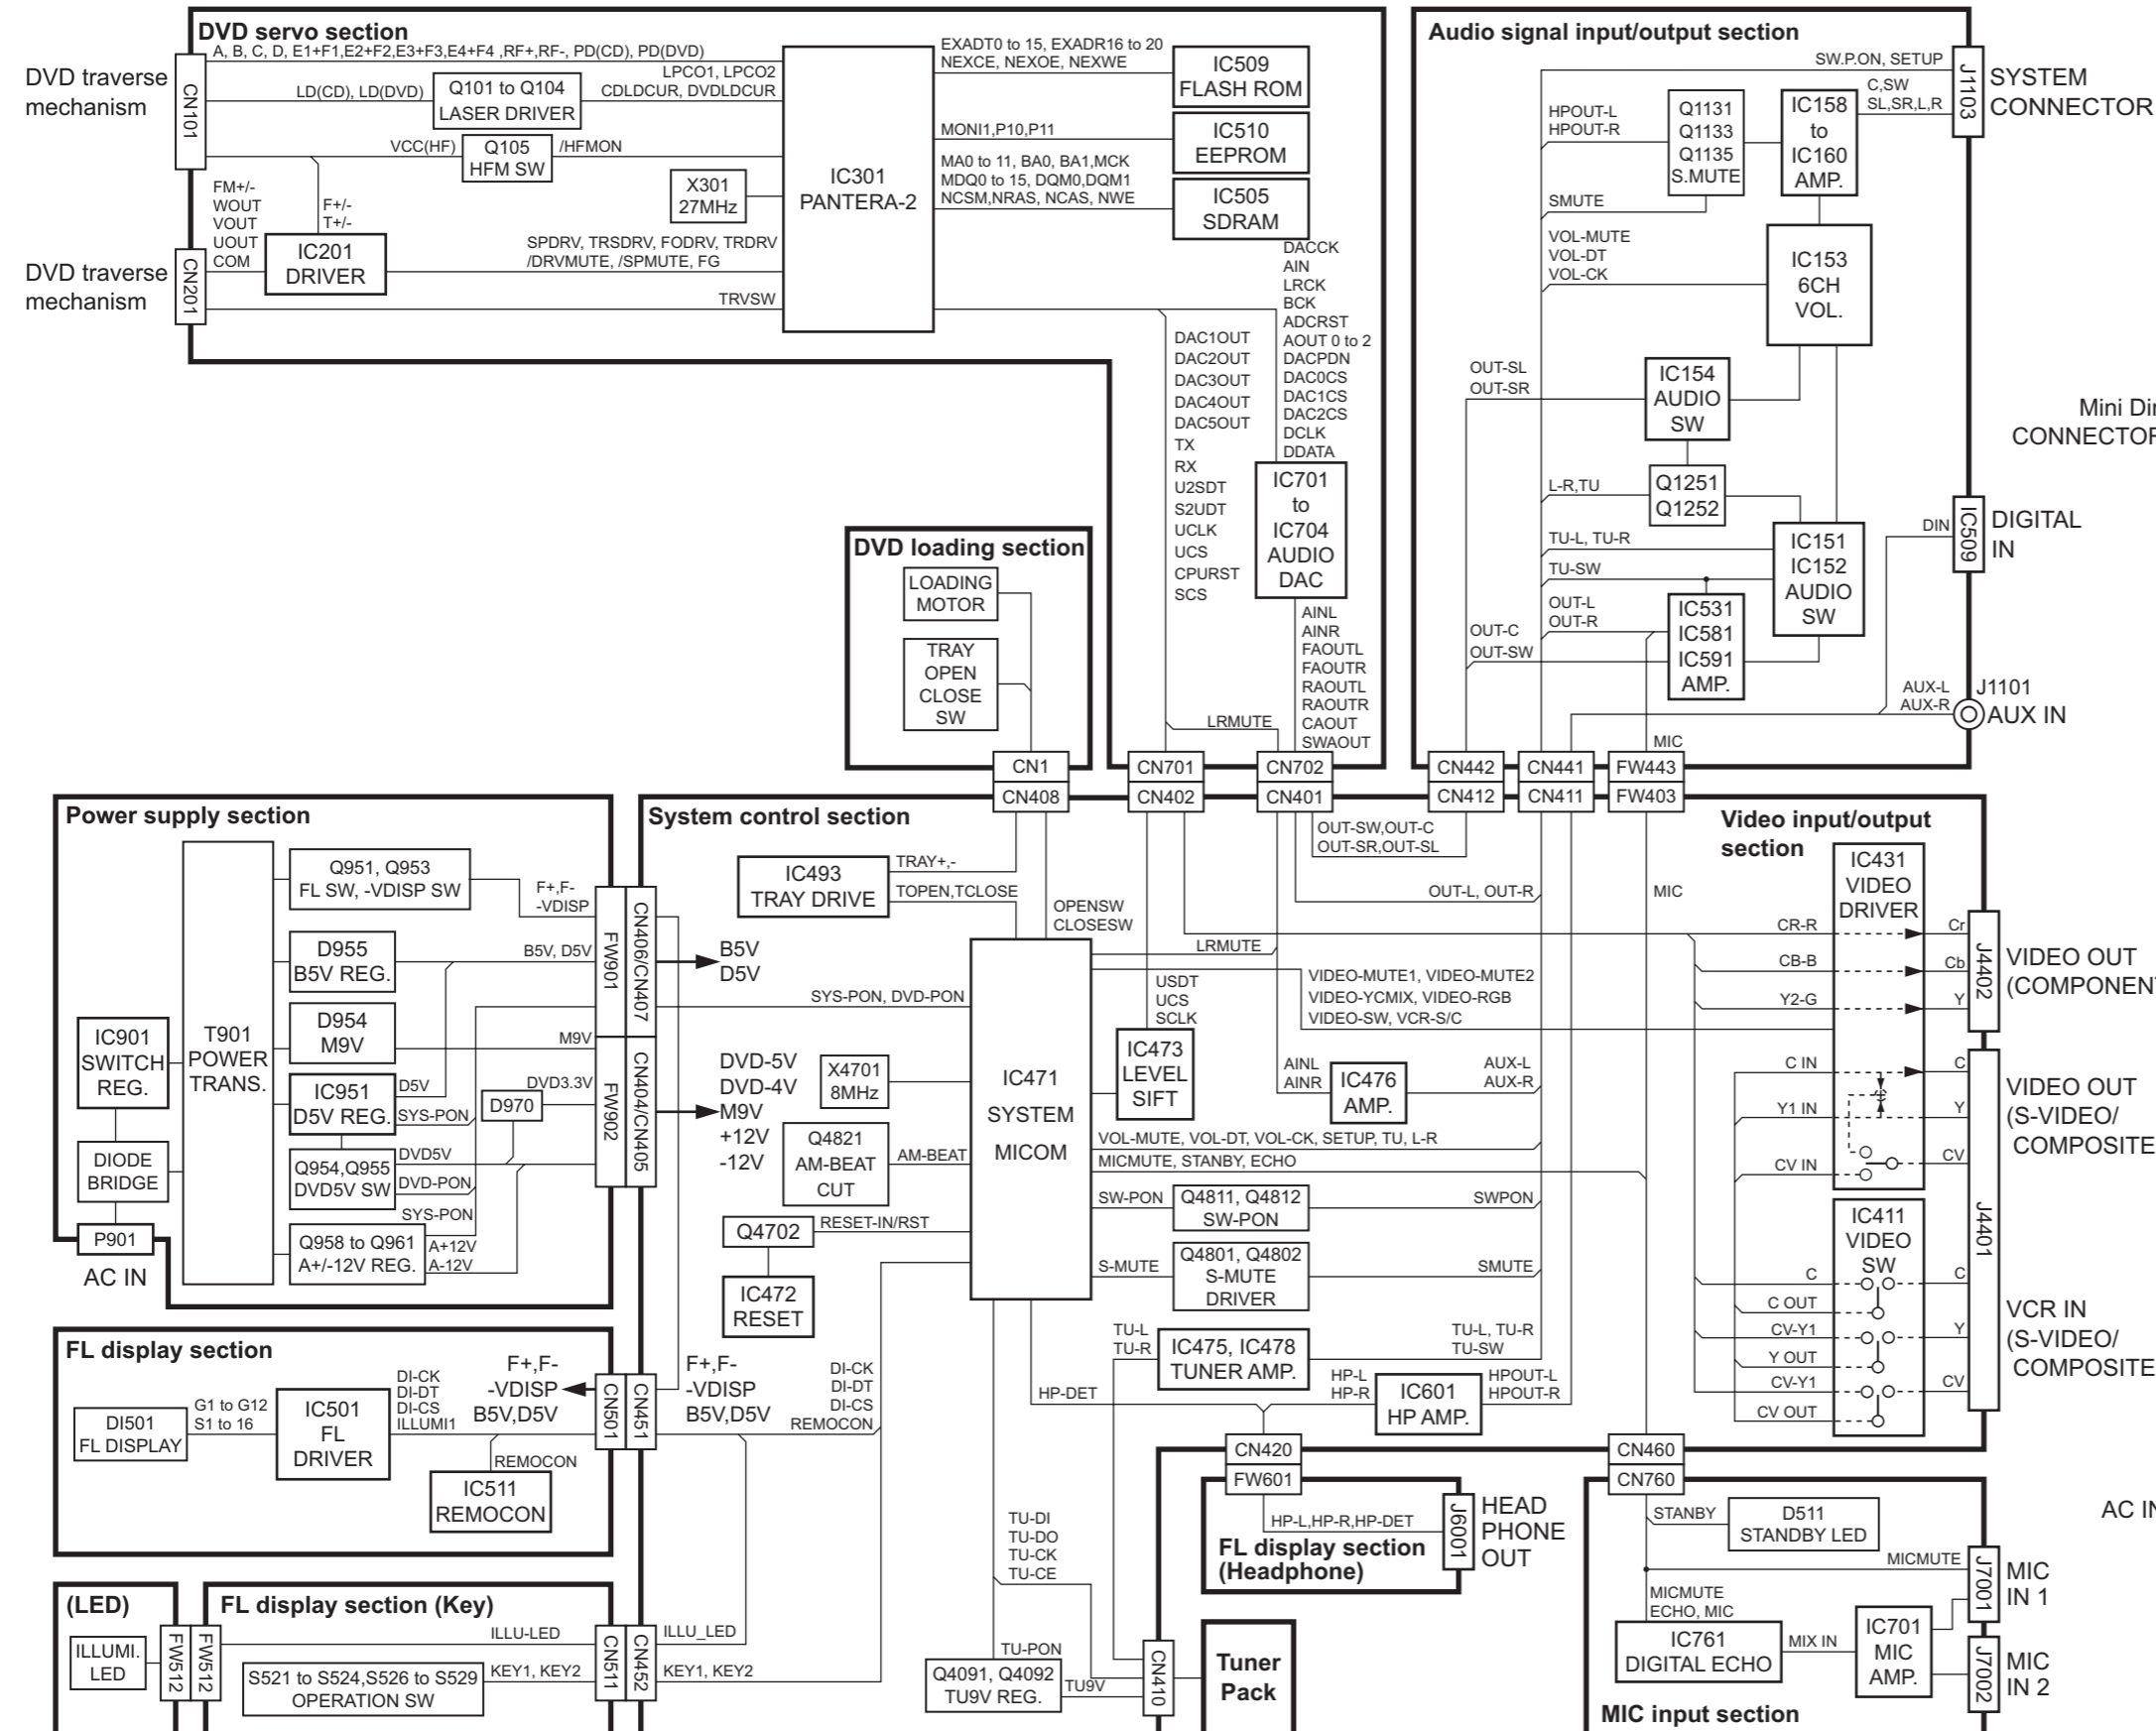 DVD servo section
DVD traverse
mechanism
CN101
A, B, C, D, E1+F1,E2+F2,E3+F3,E4+F4 ,RF+,RF-, PD(CD), PD(DVD)
LD(CD), LD(DVD)
Q101 to Q104
LASER DRIVER
LPCO1, LPCO2
CDLDCUR, DVDLDCUR
VCC(HF)
Q105
HFM SW
/HFMON
X301
27MHz
FM+/-
WOUT
VOUT
UOUT
COM
F+/-
T+/-
IC201
DRIVER
SPDRV, TRSDRV, FODRV, TRDRV
/DRVMUTE, /SPMUTE, FG
TRVSW
DVD traverse
mechanism
CN201
IC301
PANTERA-2
EXADT0 to 15, EXADR16 to 20
NEXCE, NEXOE, NEXWE
IC509
FLASH ROM
MONI1,P10,P11
IC510
EEPROM
MA0 to 11, BA0, BA1,MCK
MDQ0 to 15, DQM0,DQM1
NCSM,NRAS, NCAS, NWE
IC505
SDRAM
DACCK
AIN
LRCK
BCK
ADCRST
AOUT 0 to 2
DACPDN
DAC0CS
DAC1CS
DAC2CS
DCLK
DDATA
DAC1OUT
DAC2OUT
DAC3OUT
DAC4OUT
DAC5OUT
TX
RX
U2SDT
S2UDT
UCLK
UCS
CPURST
SCS
IC701
to
IC704
AUDIO
DAC
AINL
AINR
FAOUTL
FAOUTR
RAOUTL
RAOUTR
CAOUT
SWAOUT
LRMUTE
CN701
CN702
DVD loading section
LOADING
MOTOR
TRAY
OPEN
CLOSE
SW
CN1
Audio signal input/output section
SW.P.ON, SETUP
J1103
SYSTEM
CONNECTOR
C,SW
SL,SR,L,R
HPOUT-L
HPOUT-R
Q1131
Q1133
Q1135
S.MUTE
IC158
to
IC160
AMP.
SMUTE
VOL-MUTE
VOL-DT
VOL-CK
IC153
6CH
VOL.
OUT-SL
OUT-SR
IC154
AUDIO
SW
L-R,TU
Q1251
Q1252
TU-L, TU-R
TU-SW
IC151
IC152
AUDIO
SW
OUT-L
OUT-R
OUT-C
OUT-SW
IC531
IC581
IC591
AMP.
MIC
DIN
IC509
DIGITAL
IN
AUX-L
AUX-R
J1101
AUX IN
CN442
CN441
FW443
CONNECTOR
Power supply section
Q951, Q953
FL SW, -VDISP SW
F+,F-
-VDISP
D955
B5V REG.
B5V, D5V
D954
M9V
M9V
IC901
SWITCH
REG.
T901
POWER
TRANS.
IC951
D5V REG.
D5V
SYS-PON
D970
DVD3.3V
DIODE
BRIDGE
Q954,Q955
DVD5V SW
DVD5V
DVD-PON
SYS-PON
P901
AC IN
Q958 to Q961
A+/-12V REG.
A+12V
A-12V
FW901
FW902
CN406/CN407
CN404/CN405
System control section
CN408
CN402
CN401
CN412
CN411
FW403
IC493
TRAY DRIVE
TRAY+,-
TOPEN,TCLOSE
OPENSW
CLOSESW
B5V
D5V
SYS-PON, DVD-PON
DVD-5V
DVD-4V
M9V
+12V
-12V
X4701
8MHz
Q4821
AM-BEAT
CUT
AM-BEAT
Q4702
RESET-IN/RST
IC472
RESET
IC471
SYSTEM
MICOM
LRMUTE
USDT
UCS
SCLK
IC473
LEVEL
SIFT
OUT-SW,OUT-C
OUT-SR,OUT-SL
OUT-L, OUT-R
VIDEO-MUTE1, VIDEO-MUTE2
VIDEO-YCMIX, VIDEO-RGB
VIDEO-SW, VCR-S/C
AINL
AINR
IC476
AMP.
AUX-L
AUX-R
VOL-MUTE, VOL-DT, VOL-CK, SETUP, TU, L-R
MICMUTE, STANBY, ECHO
SW-PON
Q4811, Q4812
SW-PON
SWPON
S-MUTE
Q4801, Q4802
S-MUTE
DRIVER
SMUTE
TU-L
TU-R
IC475, IC478
TUNER AMP.
TU-L, TU-R
TU-SW
HP-DET
HP-L
HP-R
IC601
HP AMP.
HPOUT-L
HPOUT-R
MIC
Video input/output
section
IC431
VIDEO
DRIVER
CR-R
CB-B
Y2-G
Cr
Cb
Y
J4402
VIDEO OUT
C IN
Y1 IN
CV IN
C
Y
CV
VIDEO OUT
(S-VIDEO/
COMPOSITE
J4401
IC411
VIDEO
SW
C
C OUT
CV-Y1
Y OUT
CV-Y1
CV OUT
C
Y
CV
VCR IN
(S-VIDEO/
COMPOSITE
FL display section
DI501
FL DISPLAY
G1 to G12
S1 to 16
IC501
FL
DRIVER
DI-CK
DI-DT
DI-CS
ILLUMI1
F+,F-
-VDISP
B5V,D5V
REMOCON
IC511
REMOCON
CN501
CN451
F+,F-
-VDISP
B5V,D5V
DI-CK
DI-DT
DI-CS
REMOCON
(LED)
ILLUMI.
LED
FW512
FW512
FL display section (Key)
ILLU-LED
S521 to S524,S526 to S529
OPERATION SW
KEY1, KEY2
CN511
CN452
ILLU_LED
KEY1, KEY2
TU-DI
TU-DO
TU-CK
TU-CE
TU-PON
Q4091, Q4092
TU9V REG.
TU9V
CN410
Tuner
Pack
CN420
FW601
HP-L,HP-R,HP-DET
FL display section
(Headphone)
J6001
HEAD
PHONE
OUT
CN460
CN760
STANBY
D511
STANDBY LED
MICMUTE
MICMUTE
ECHO, MIC
IC761
DIGITAL ECHO
MIX IN
IC701
MIC
AMP.
J7001
MIC
IN 1
J7002
MIC
IN 2
MIC input section
Mini
AC